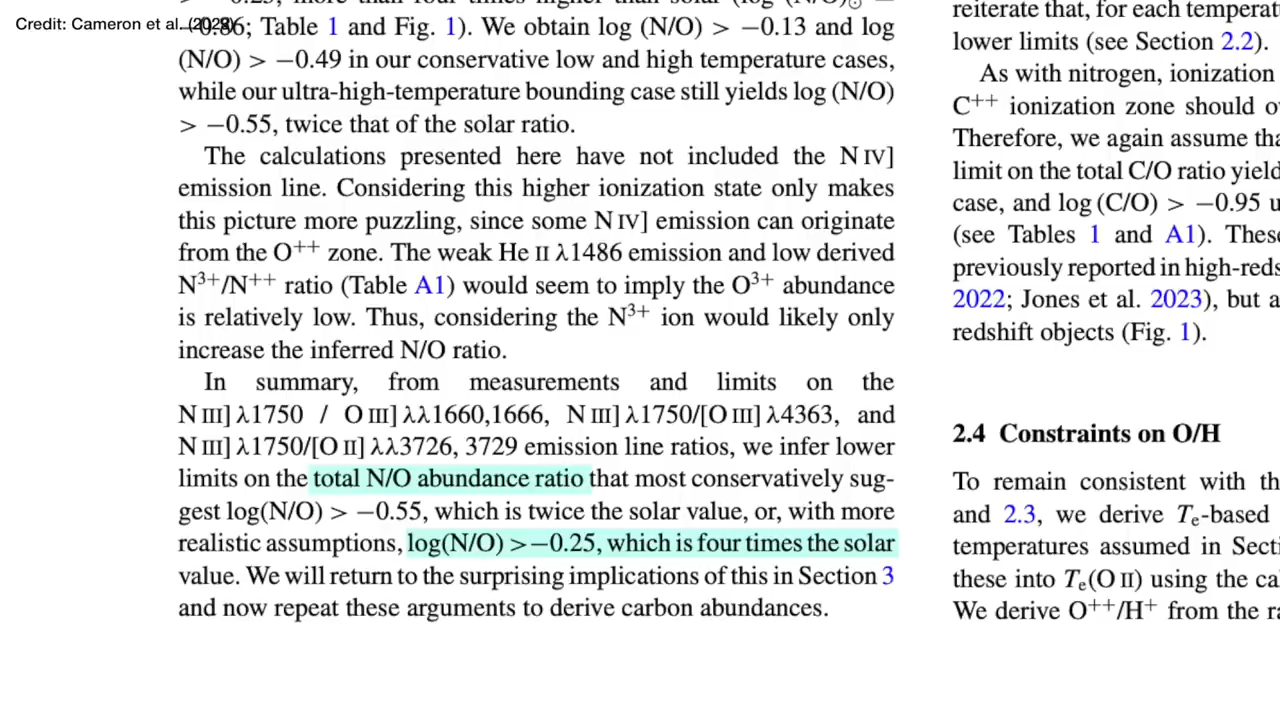 Credit: Cameron et al. (2023)
−0.86; Table 1 and Fig. 1). We obtain log (N/O) > −0.13 and log
(N/O) > −0.49 in our conservative low and high temperature cases,
while our ultra-high-temperature bounding case still yields log (N/O)
> −0.55, twice that of the solar ratio.
The calculations presented here have not included the N IV]
emission line. Considering this higher ionization state only makes
this picture more puzzling, since some N IV] emission can originate
from the O⁺⁺ zone. The weak He II λ1486 emission and low derived
N³⁺/N⁺⁺ ratio (Table A1) would seem to imply the O³⁺ abundance
is relatively low. Thus, considering the N³⁺ ion would likely only
increase the inferred N/O ratio.
In summary, from measurements and limits on the
N III] λ1750 / O III] λλ1660,1666, N III] λ1750/[O III] λ4363, and
N III] λ1750/[O II] λλ3726, 3729 emission line ratios, we infer lower
limits on the total N/O abundance ratio that most conservatively sug-
gest log(N/O) > −0.55, which is twice the solar value, or, with more
realistic assumptions, log(N/O) >−0.25, which is four times the solar
value. We will return to the surprising implications of this in Section 3
and now repeat these arguments to derive carbon abundances.
reiterate that, for each temperat
lower limits (see Section 2.2).
As with nitrogen, ionization
C⁺⁺ ionization zone should o
Therefore, we again assume tha
limit on the total C/O ratio yield
case, and log (C/O) > −0.95 u
(see Tables 1 and A1). These
previously reported in high-reds
2022; Jones et al. 2023), but a
redshift objects (Fig. 1).
2.4 Constraints on O/H
To remain consistent with th
and 2.3, we derive Te-based
temperatures assumed in Secti
these into Te(O II) using the ca
We derive O⁺⁺/H⁺ from the ra